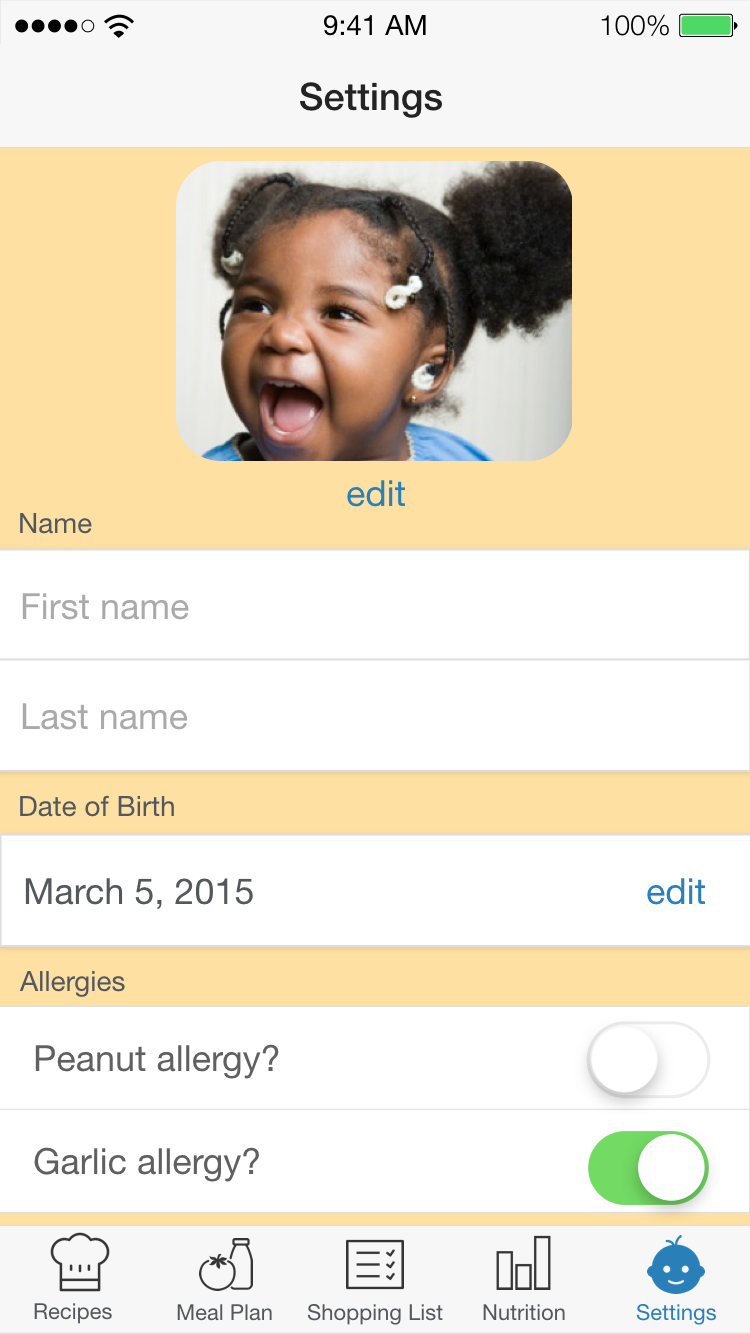 9:41 AM 100%
Settings
edit
Name
First name
Last name
Date of Birth
March 5, 2015 edit
Allergies
Peanut allergy?
Garlic allergy?
Recipes Meal Plan Shopping List Nutrition Settings